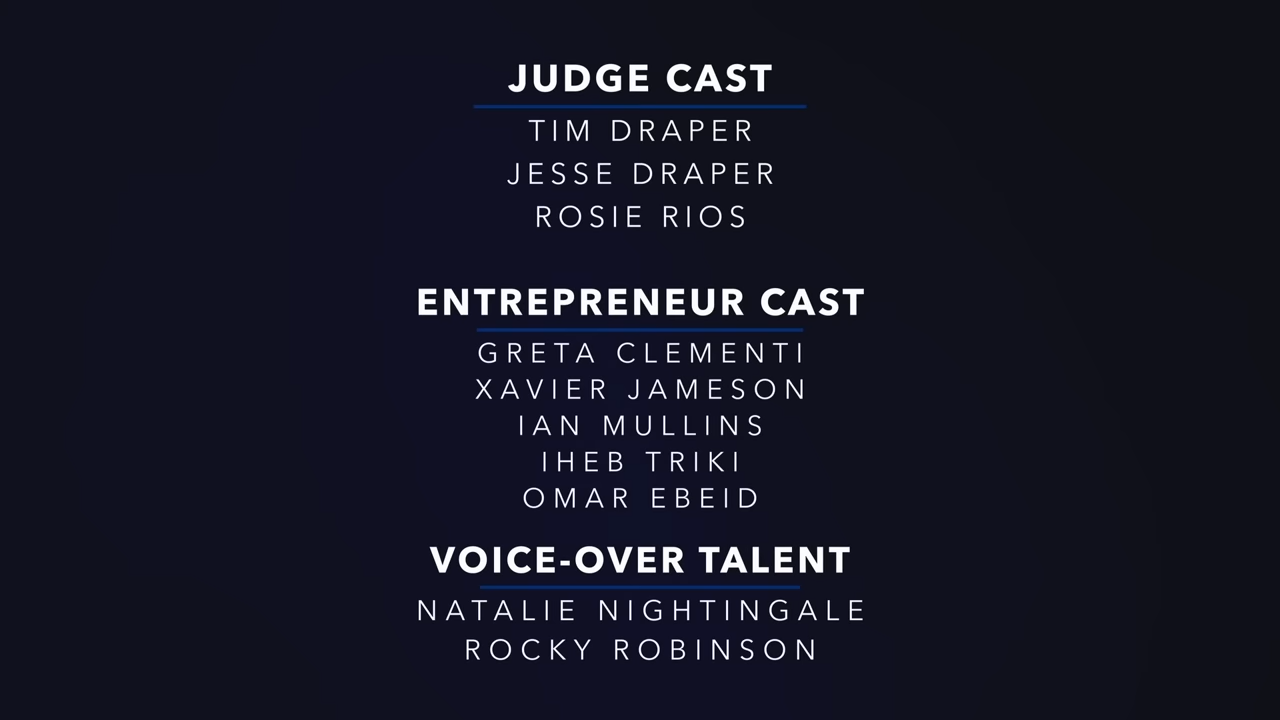 JUDGE CAST
TIM DRAPER
JESSE DRAPER
ROSIE RIOS
ENTREPRENEUR CAST
GRETA CLEMENTI
XAVIER JAMESON
IAN MULLINS
IHEB TRIKI
OMAR EBEID
VOICE-OVER TALENT
NATALIE NIGHTINGALE
ROCKY ROBINSON